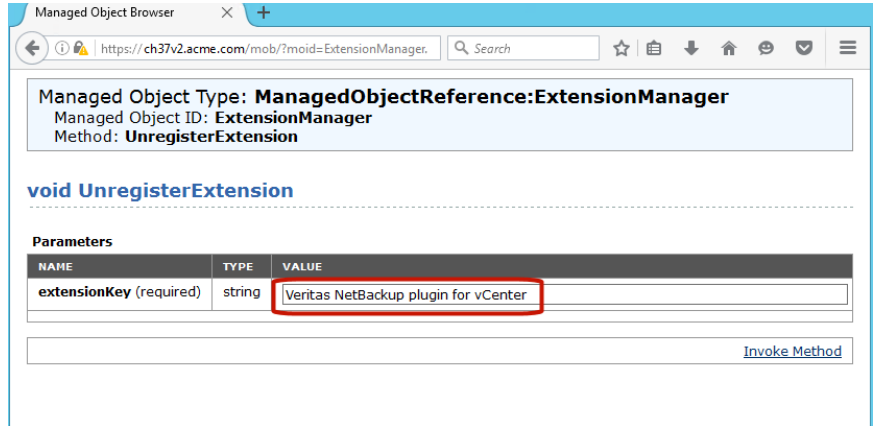 Managed Object Browser
https://ch37v2.acme.com/mob/?moid=ExtensionManager.
Search
Managed Object Type: ManagedObjectReference:ExtensionManager
Managed Object ID: ExtensionManager
Method: UnregisterExtension
void UnregisterExtension
Parameters
NAME TYPE VALUE
extensionKey (required) string Veritas NetBackup plugin for vCenter
Invoke Method